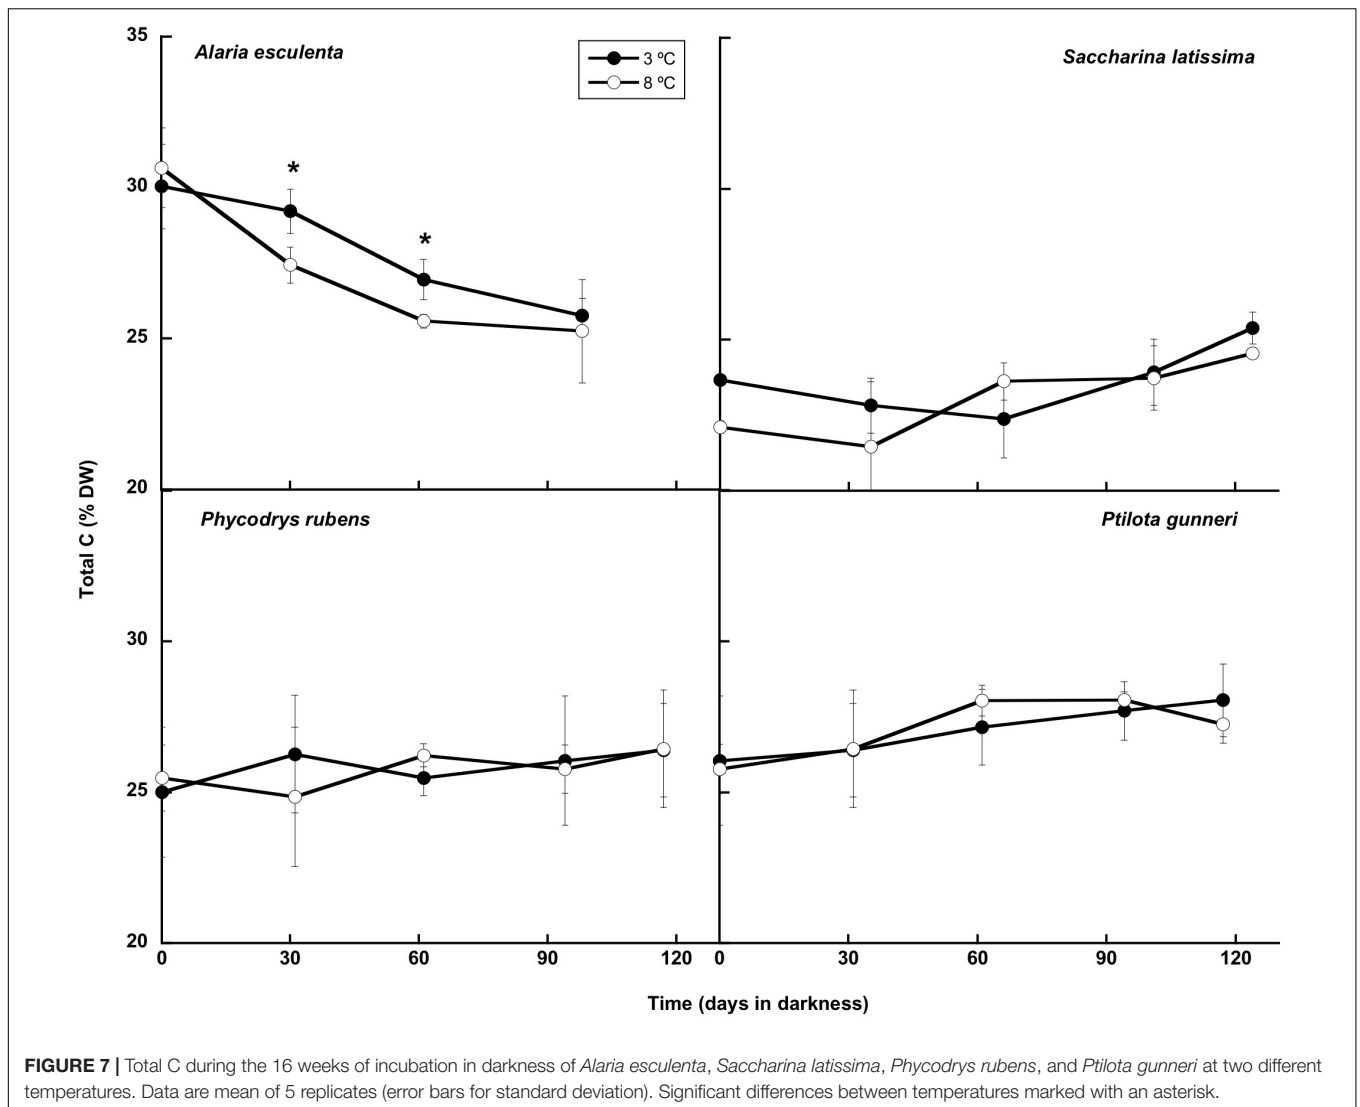 35
Alaria esculenta
3 ºC
8 ºC
Saccharina latissima
*
30
*
25
20
Total C (% DW)
Phycodrys rubens
Ptilota gunneri
30
25
20
0 30 60 90 120 0 30 60 90 120
Time (days in darkness)
FIGURE 7 | Total C during the 16 weeks of incubation in darkness of Alaria esculenta, Saccharina latissima, Phycodrys rubens, and Ptilota gunneri at two different
temperatures. Data are mean of 5 replicates (error bars for standard deviation). Significant differences between temperatures marked with an asterisk.